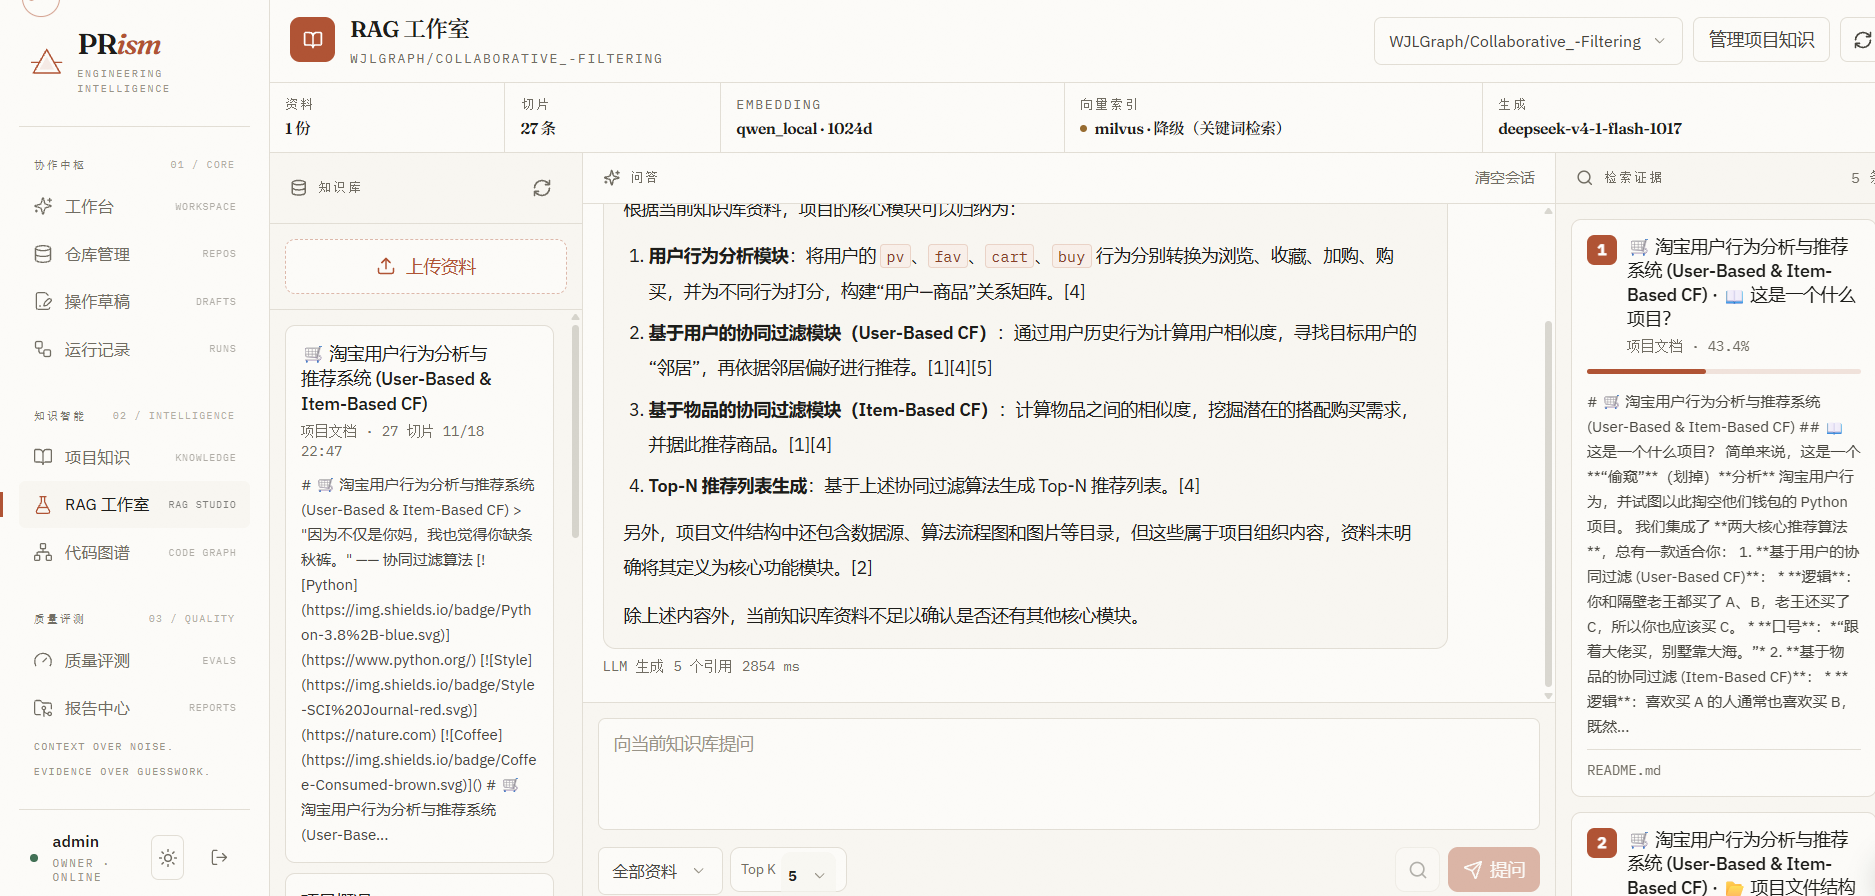 PRism
ENGINEERING
INTELLIGENCE
协作中枢 01 / CORE
工作台 WORKSPACE
仓库管理 REPOS
操作草稿 DRAFTS
运行记录 RUNS
知识智能 02 / INTELLIGENCE
项目知识 KNOWLEDGE
RAG 工作室 RAG STUDIO
代码图谱 CODE GRAPH
质量评测 03 / QUALITY
质量评测 EVALS
报告中心 REPORTS
CONTEXT OVER NOISE.
EVIDENCE OVER GUESSWORK.
admin
OWNER ·
ONLINE
RAG 工作室
WJLGRAPH/COLLABORATIVE_-FILTERING
WJLGraph/Collaborative_-Filtering
管理项目知识
资料
1 份
切片
27 条
EMBEDDING
qwen_local · 1024d
向量索引
milvus · 降级（关键词检索）
生成
deepseek-v4-1-flash-1017
知识库
上传资料
🛒 淘宝用户行为分析与
推荐系统 (User-Based &
Item-Based CF)
项目文档 · 27 切片 11/18
22:47
# 🛒 淘宝用户行为分析与推荐系统
(User-Based & Item-Based CF) >
"因为不仅是你妈，我也觉得你缺条
秋裤。" —— 协同过滤算法 [!
[Python]
(https://img.shields.io/badge/Pyth
on-3.8%2B-blue.svg)]
(https://www.python.org/) [![Style]
(https://img.shields.io/badge/Style
-SCI%20Journal-red.svg)]
(https://nature.com) [![Coffee]
(https://img.shields.io/badge/Coffe
e-Consumed-brown.svg)]() # 🛒
淘宝用户行为分析与推荐系统
(User-Base...
问答
清空会话
根据当前知识库资料，项目的核心模块可以归纳为：
1. 用户行为分析模块：将用户的 pv、fav、cart、buy 行为分别转换为浏览、收藏、加购、购
买，并为不同行为打分，构建“用户—商品”关系矩阵。[4]
2. 基于用户的协同过滤模块（User-Based CF）：通过用户历史行为计算用户相似度，寻找目标用户的
“邻居”，再依据邻居偏好进行推荐。[1][4][5]
3. 基于物品的协同过滤模块（Item-Based CF）：计算物品之间的相似度，挖掘潜在的搭配购买需求，
并据此推荐商品。[1][4]
4. Top-N 推荐列表生成：基于上述协同过滤算法生成 Top-N 推荐列表。[4]
另外，项目文件结构中还包含数据源、算法流程图和图片等目录，但这些属于项目组织内容，资料未明
确将其定义为核心功能模块。[2]
除上述内容外，当前知识库资料不足以确认是否还有其他核心模块。
LLM 生成 5 个引用 2854 ms
向当前知识库提问
全部资料
Top K 5
提问
检索证据 5
1
🛒 淘宝用户行为分析与推荐
系统 (User-Based & Item-
Based CF) · 📖 这是一个什么
项目？
项目文档 · 43.4%
# 🛒 淘宝用户行为分析与推荐系统
(User-Based & Item-Based CF) ## 📖
这是一个什么项目？ 简单来说，这是一个
**“偷窥”**（划掉）**分析** 淘宝用户行
为，并试图以此掏空他们钱包的 Python
项目。 我们集成了 **两大核心推荐算法
**，总有一款适合你： 1. **基于用户的协
同过滤 (User-Based CF)**： * **逻辑**：
你和隔壁老王都买了 A、B，老王还买了
C，所以你也应该买 C。 * **口号**：*“跟
着大佬买，别墅靠大海。”* 2. **基于物
品的协同过滤 (Item-Based CF)**： * **
逻辑**：喜欢买 A 的人通常也喜欢买 B，
既然...
README.md
2
🛒 淘宝用户行为分析与推荐
系统 (User-Based & Item-
Based CF) · 📂 项目文件结构